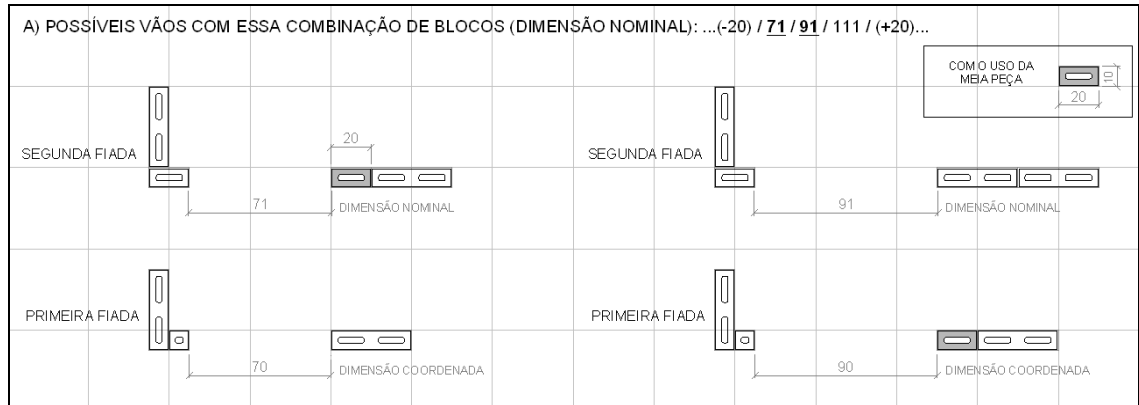 A) POSSÍVEIS VÃOS COM ESSA COMBINAÇÃO DE BLOCOS (DIMENSÃO NOMINAL): ...(-20) / 71 / 91 / 111 / (+20)...
COM O USO DA
MEIA PEÇA
10
20
SEGUNDA FIADA
20
71
DIMENSÃO NOMINAL
SEGUNDA FIADA
91
DIMENSÃO NOMINAL
PRIMEIRA FIADA
70
DIMENSÃO COORDENADA
PRIMEIRA FIADA
90
DIMENSÃO COORDENADA